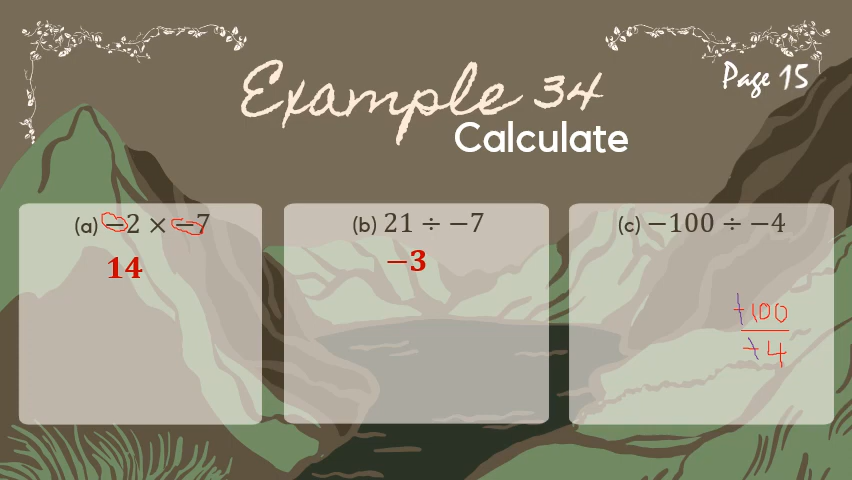 Example 34
Page 15
Calculate
(a) −2 × −7
14
(b) 21 ÷ −7
−3
(c) −100 ÷ −4
-100
-4